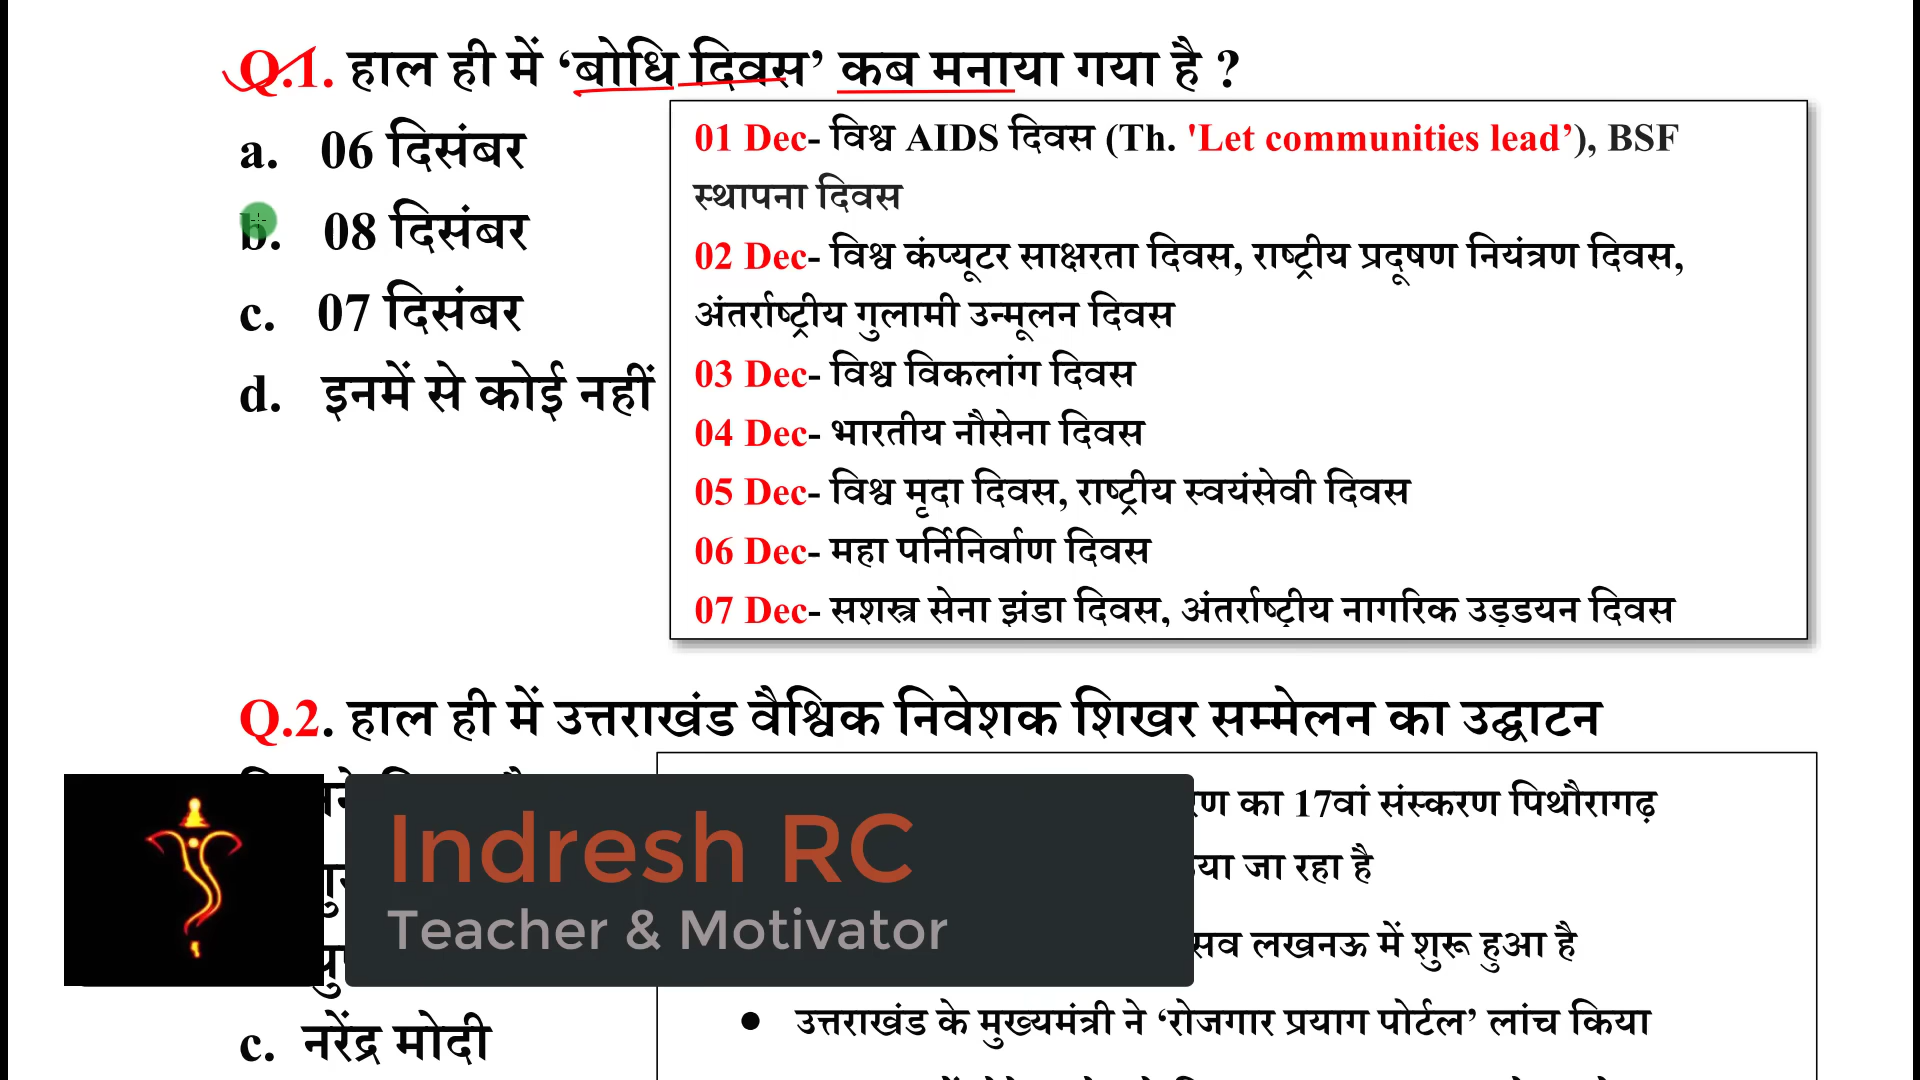 Q.1. हाल ही में ‘बोधि दिवस’ कब मनाया गया है ?
a. 06 दिसंबर
b. 08 दिसंबर
c. 07 दिसंबर
d. इनमें से कोई नहीं
01 Dec- विश्व AIDS दिवस (Th. 'Let communities lead’), BSF
स्थापना दिवस
02 Dec- विश्व कंप्यूटर साक्षरता दिवस, राष्ट्रीय प्रदूषण नियंत्रण दिवस,
अंतर्राष्ट्रीय गुलामी उन्मूलन दिवस
03 Dec- विश्व विकलांग दिवस
04 Dec- भारतीय नौसेना दिवस
05 Dec- विश्व मृदा दिवस, राष्ट्रीय स्वयंसेवी दिवस
06 Dec- महा पर्निनिर्वाण दिवस
07 Dec- सशस्त्र सेना झंडा दिवस, अंतर्राष्ट्रीय नागरिक उड्डयन दिवस
Q.2. हाल ही में उत्तराखंड वैश्विक निवेशक शिखर सम्मेलन का उद्घाटन
का 17वां संस्करण पिथौरागढ़
जा रहा है
लखनऊ में शुरू हुआ है
● उत्तराखंड के मुख्यमंत्री ने ‘रोजगार प्रयाग पोर्टल’ लांच किया
c. नरेंद्र मोदी
Indresh RC
Teacher & Motivator